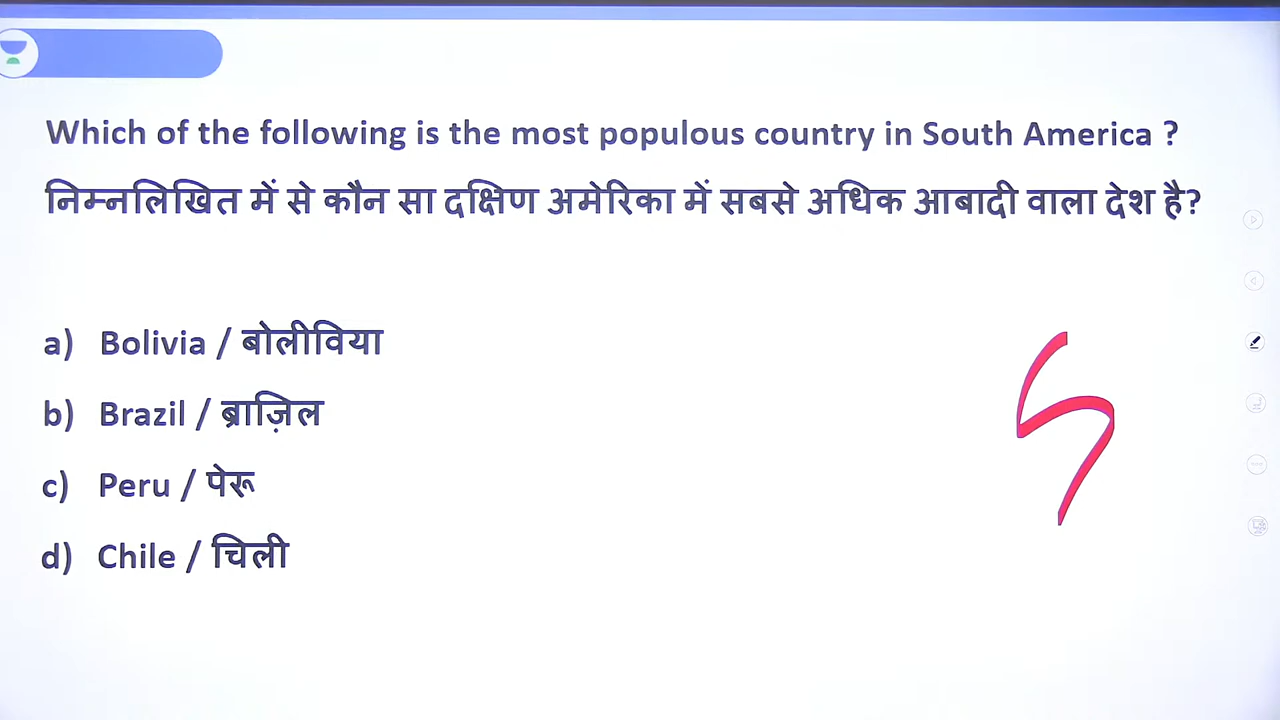 Which of the following is the most populous country in South America ?
निम्नलिखित में से कौन सा दक्षिण अमेरिका में सबसे अधिक आबादी वाला देश है?
a) Bolivia / बोलीविया
b) Brazil / ब्राज़िल
c) Peru / पेरू
d) Chile / चिली